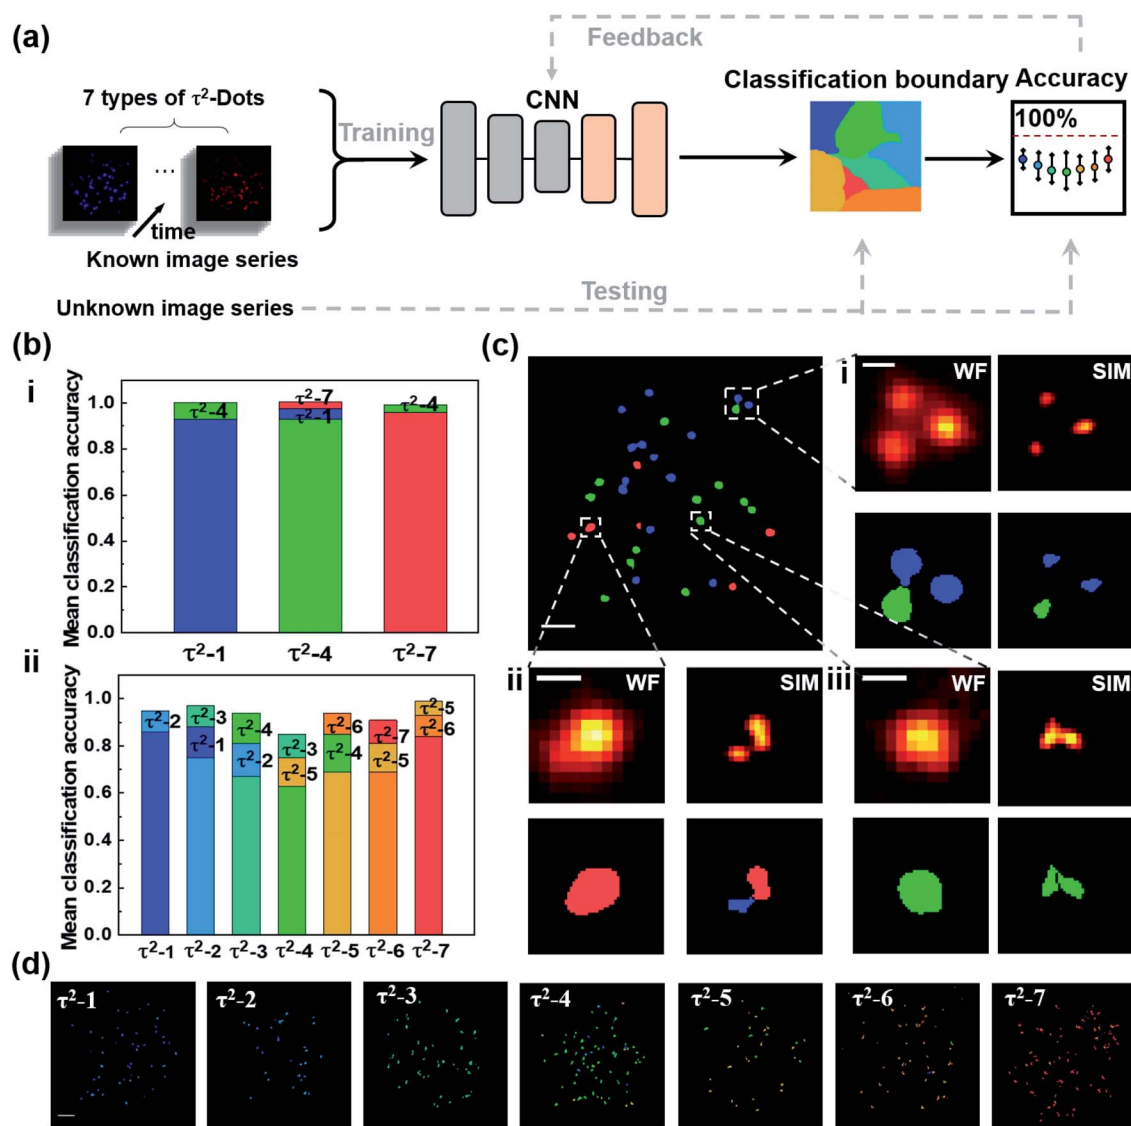 (a)
Feedback
7 types of τ²-Dots
Training
CNN
Classification boundary
Accuracy
100%
...
time
Known image series
Unknown image series
Testing
(b)
i
Mean classification accuracy
1.0
0.8
0.6
0.4
0.2
0.0
τ²-4
τ²-7
τ²-1
τ²-4
τ²-1
τ²-4
τ²-7
ii
Mean classification accuracy
1.0
0.8
0.6
0.4
0.2
0.0
τ²-2
τ²-3
τ²-1
τ²-4
τ²-2
τ²-3
τ²-5
τ²-6
τ²-4
τ²-7
τ²-5
τ²-5
τ²-6
τ²-1
τ²-2
τ²-3
τ²-4
τ²-5
τ²-6
τ²-7
(c)
i
WF
SIM
ii
WF
SIM
iii
WF
SIM
(d)
τ²-1
τ²-2
τ²-3
τ²-4
τ²-5
τ²-6
τ²-7